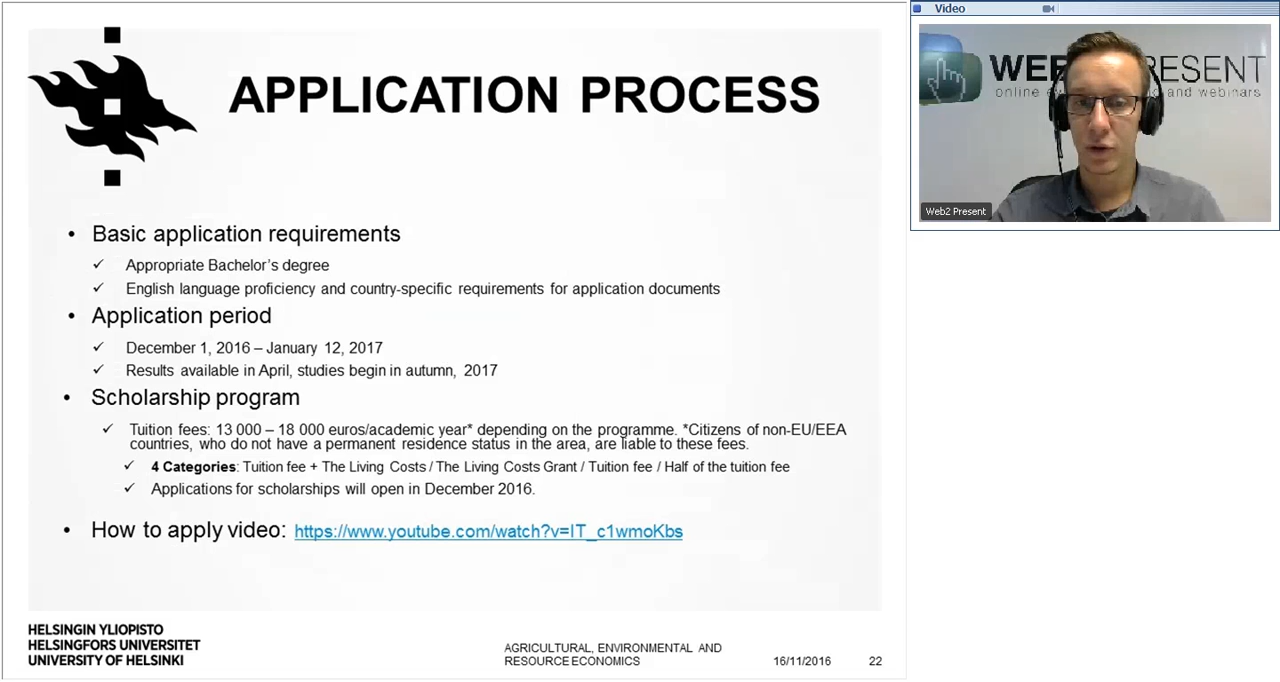 APPLICATION PROCESS
• Basic application requirements
✓ Appropriate Bachelor's degree
✓ English language proficiency and country-specific requirements for application documents
• Application period
✓ December 1, 2016 – January 12, 2017
✓ Results available in April, studies begin in autumn, 2017
• Scholarship program
✓ Tuition fees: 13 000 – 18 000 euros/academic year* depending on the programme. *Citizens of non-EU/EEA
countries, who do not have a permanent residence status in the area, are liable to these fees.
✓ 4 Categories: Tuition fee + The Living Costs / The Living Costs Grant / Tuition fee / Half of the tuition fee
✓ Applications for scholarships will open in December 2016.
• How to apply video: https://www.youtube.com/watch?v=IT_c1wmoKbs
HELSINGIN YLIOPISTO
HELSINGFORS UNIVERSITET
UNIVERSITY OF HELSINKI
AGRICULTURAL, ENVIRONMENTAL AND
RESOURCE ECONOMICS
16/11/2016 22
Video
WEB PRESENT
online and webinars
Web2 Present